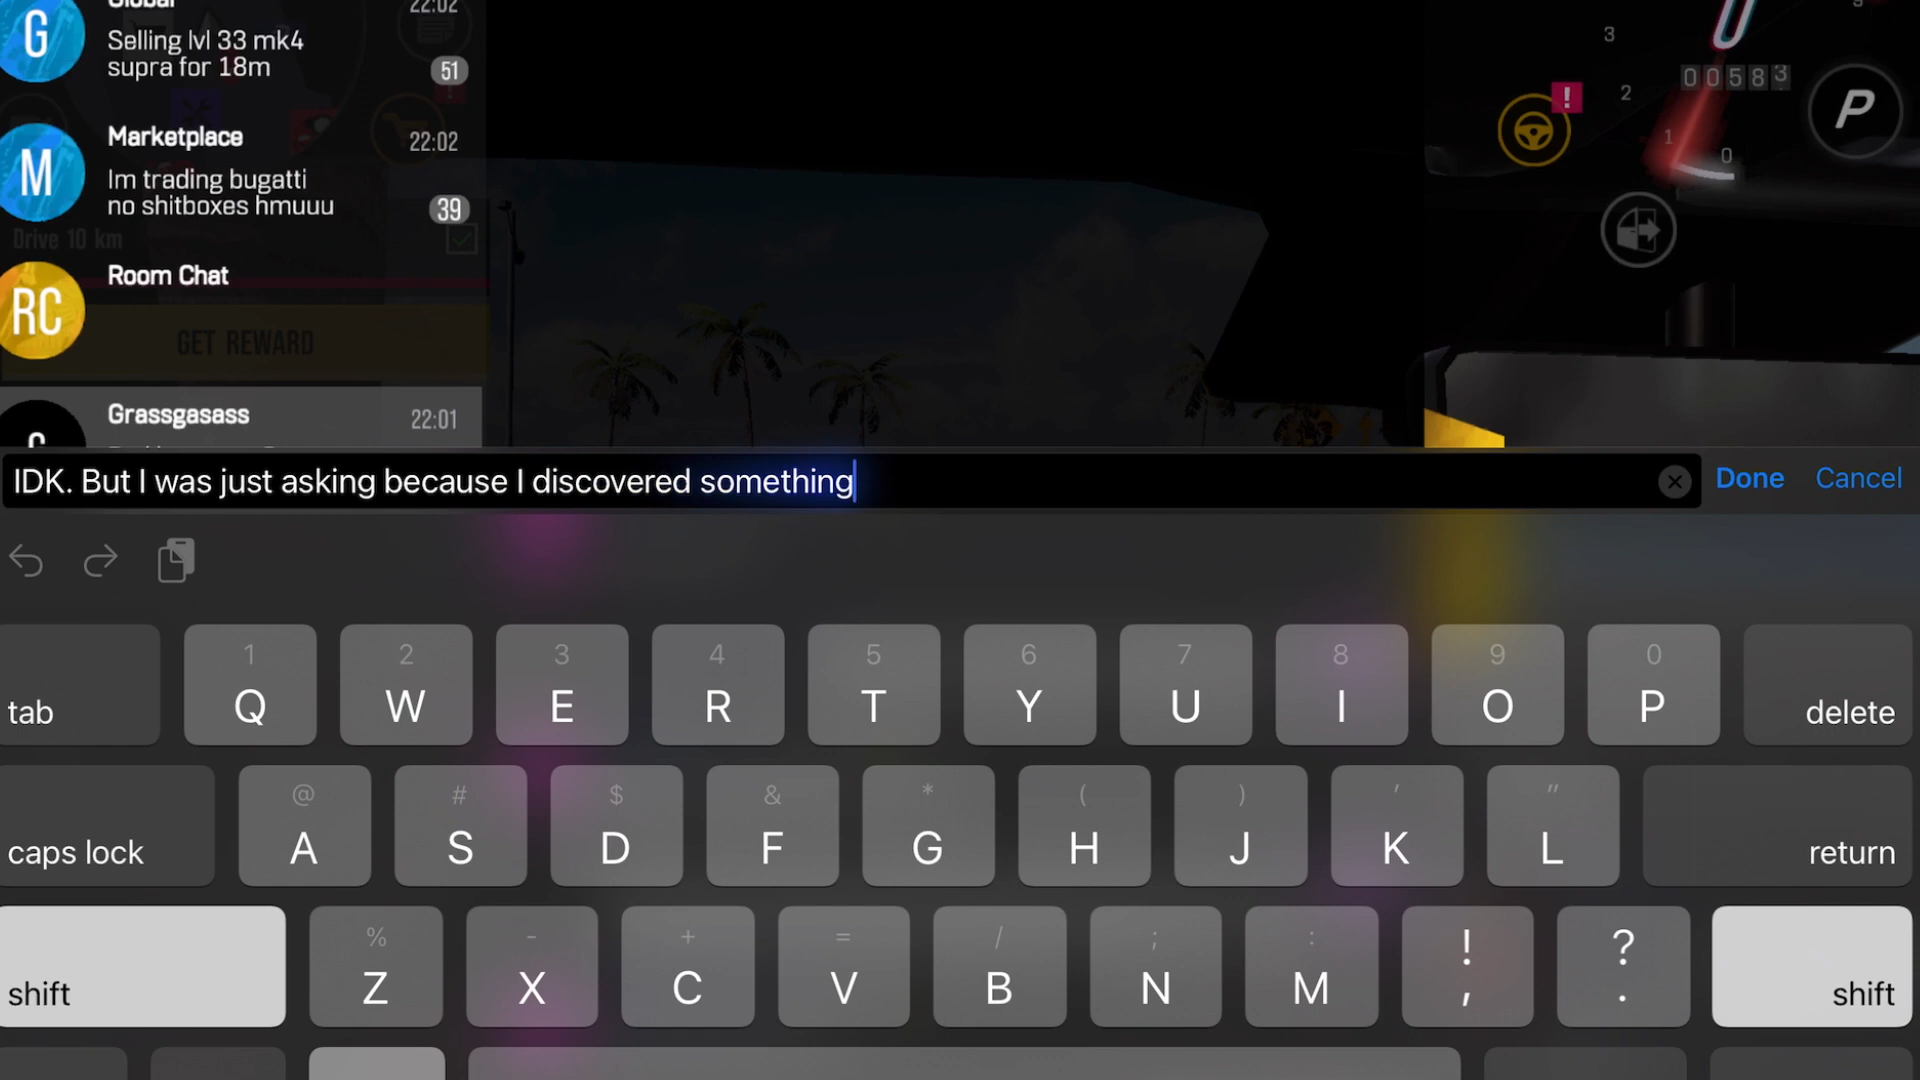 Global
22:02
Selling lvl 33 mk4
supra for 18m
51
Marketplace
22:02
Im trading bugatti
no shitboxes hmuuu
39
Drive 10 km
RC
Room Chat
GET REWARD
Grassgasass
22:01
G
M
3
2
1
0
00583
!
P
IDK. But I was just asking because I discovered something
Done
Cancel
1 2 3 4 5 6 7 8 9 0
tab Q W E R T Y U I O P delete
@ # $ & * ( ) ' "
caps lock A S D F G H J K L return
% - + = / ; : ! ?
shift Z X C V B N M , . shift